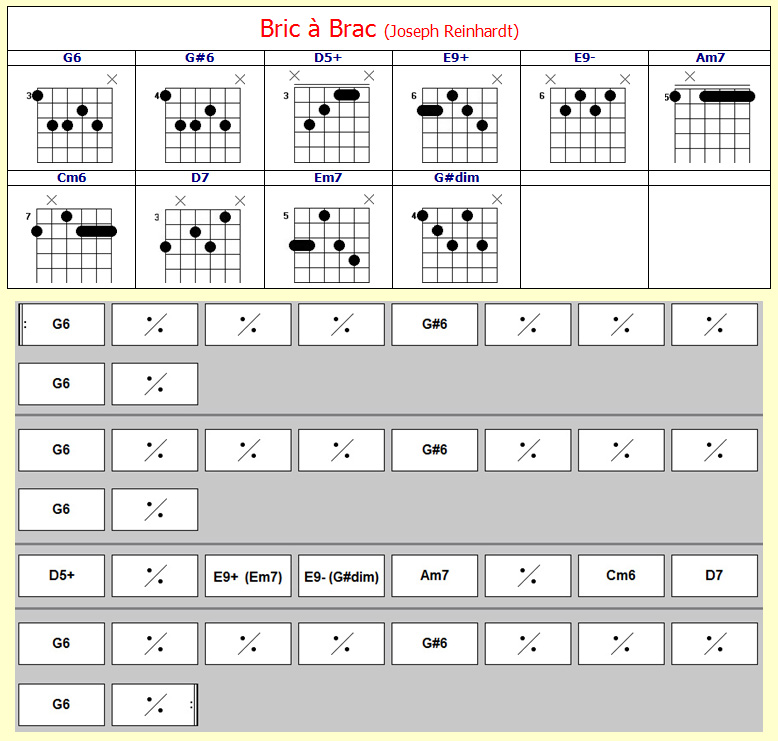 Bric à Brac (Joseph Reinhardt)
G6 G#6 D5+ E9+ E9- Am7
3 4 3 6 6 5
Cm6 D7 Em7 G#dim
7 3 5 4
: G6 ٪ ٪ ٪ G#6 ٪ ٪ ٪
G6 ٪
G6 ٪ ٪ ٪ G#6 ٪ ٪ ٪
G6 ٪
D5+ ٪ E9+ (Em7) E9- (G#dim) Am7 ٪ Cm6 D7
G6 ٪ ٪ ٪ G#6 ٪ ٪ ٪
G6 ٪ :